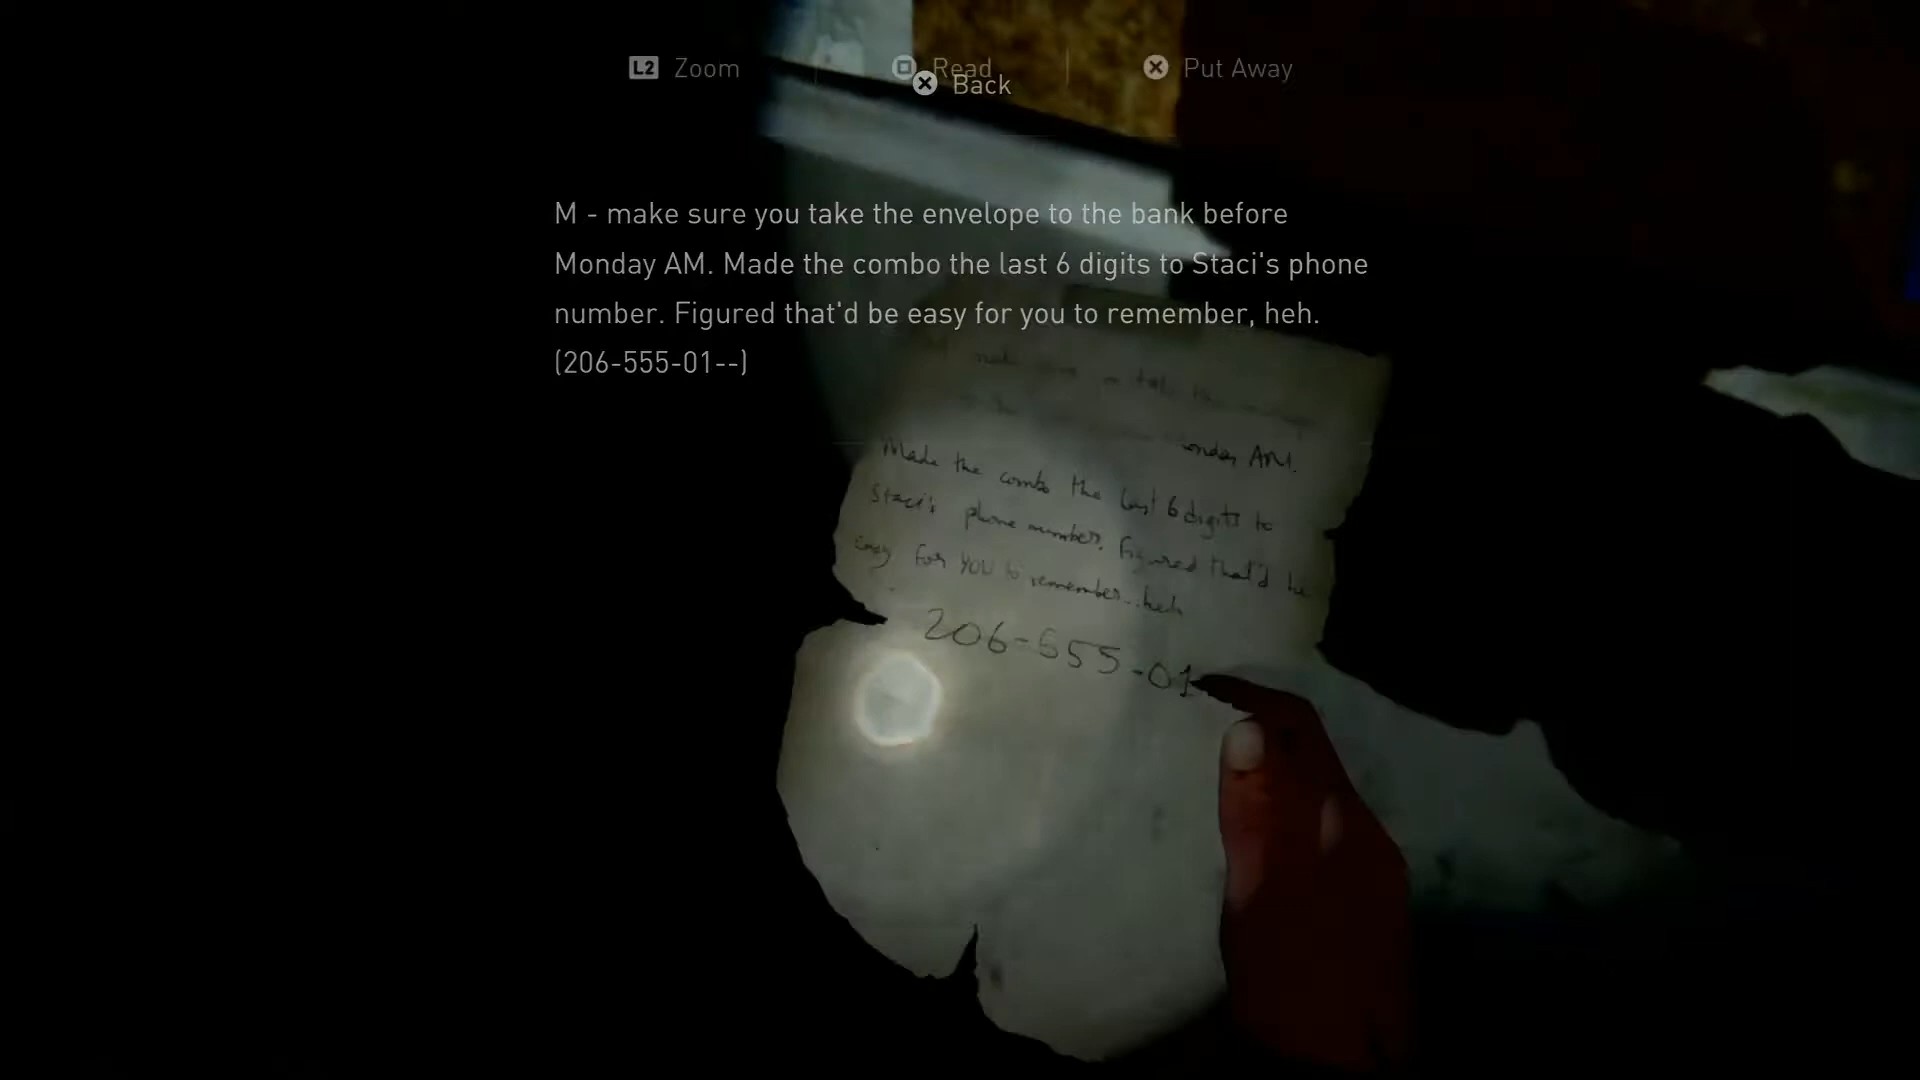 L2 Zoom
Read
Put Away
Back
M - make sure you take the envelope to the bank before
Monday AM. Made the combo the last 6 digits to Staci's phone
number. Figured that'd be easy for you to remember, heh.
(206-555-01--)
Monday AM.
Made the combo the last 6 digits to
Staci's phone number. Figured that'd be
easy for YOU to remember...heh
206-555-01